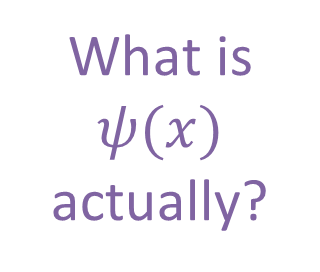 What is
ψ(x)
actually?